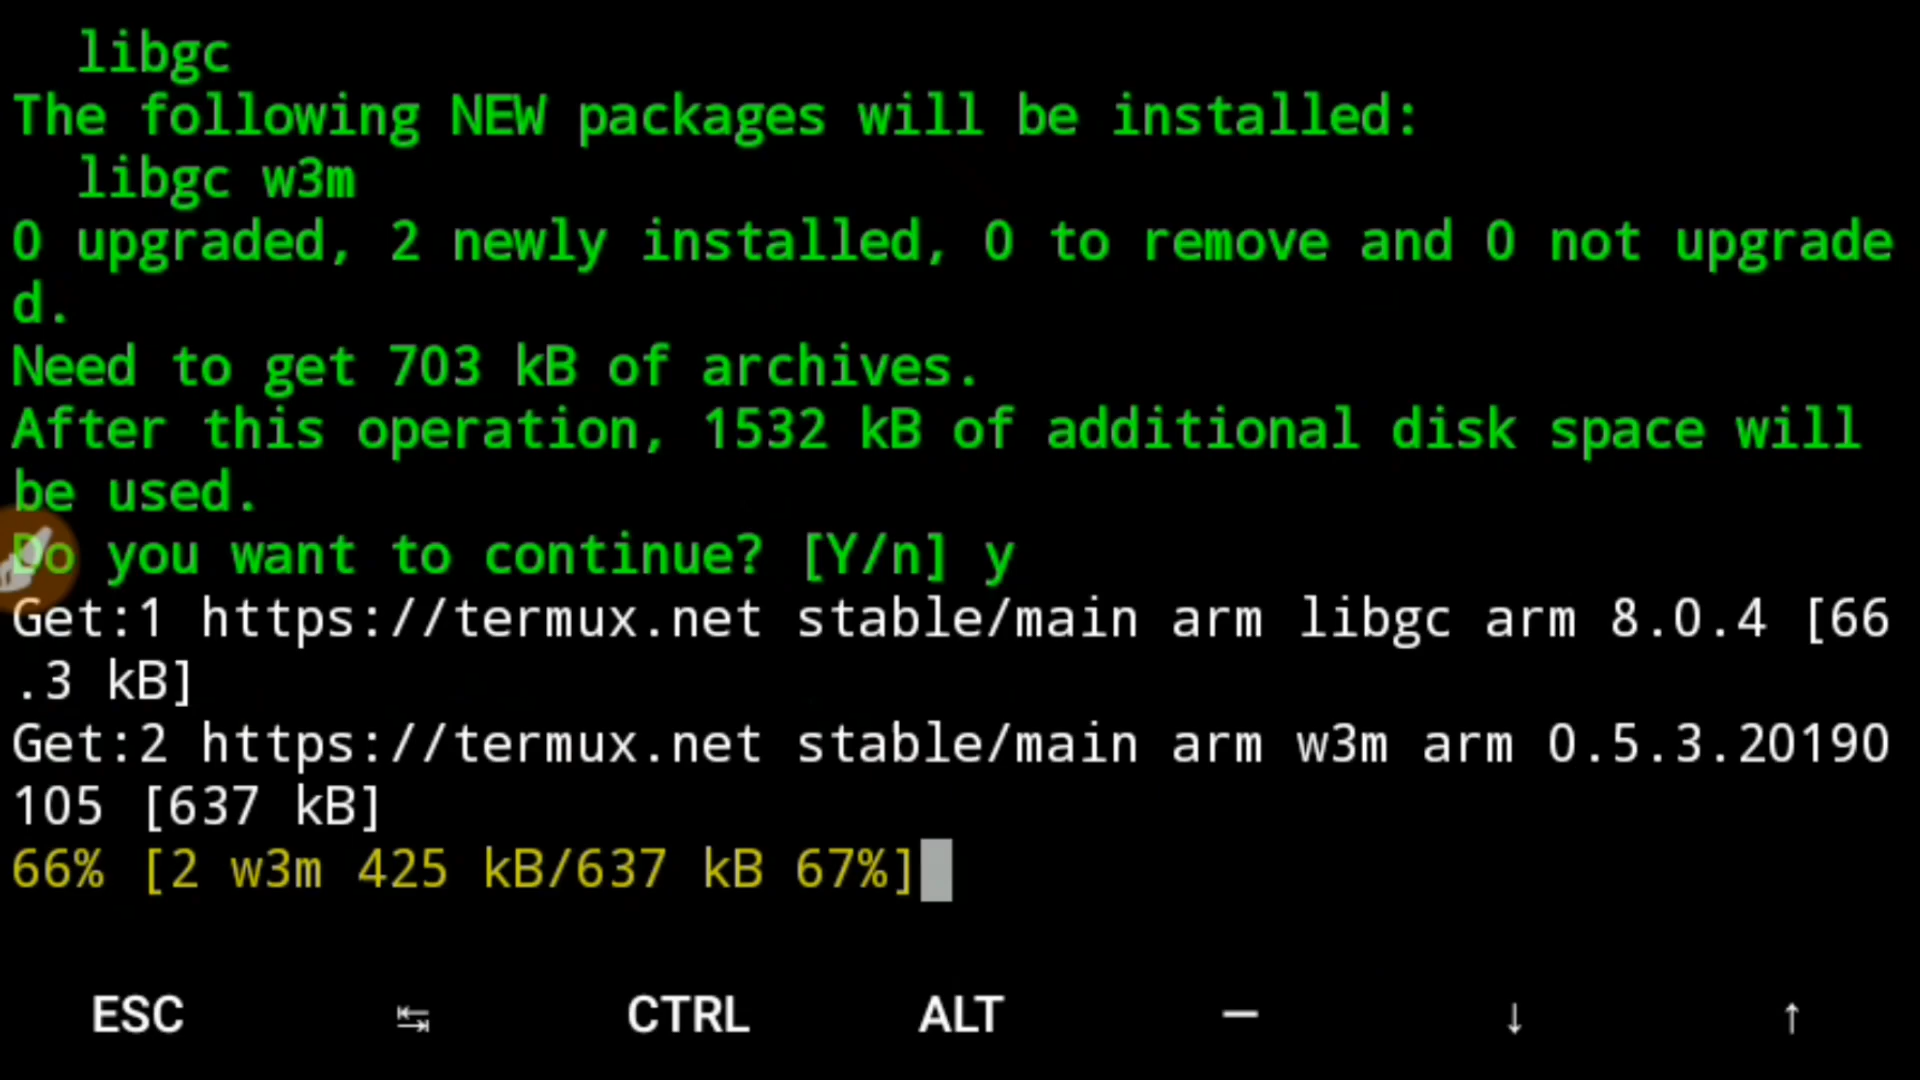 libgc
The following NEW packages will be installed:
libgc w3m
0 upgraded, 2 newly installed, 0 to remove and 0 not upgrade
d.
Need to get 703 kB of archives.
After this operation, 1532 kB of additional disk space will
be used.
Do you want to continue? [Y/n] y
Get:1 https://termux.net stable/main arm libgc arm 8.0.4 [66
.3 kB]
Get:2 https://termux.net stable/main arm w3m arm 0.5.3.20190
105 [637 kB]
66% [2 w3m 425 kB/637 kB 67%]
ESC ↹ CTRL ALT — ↓ ↑